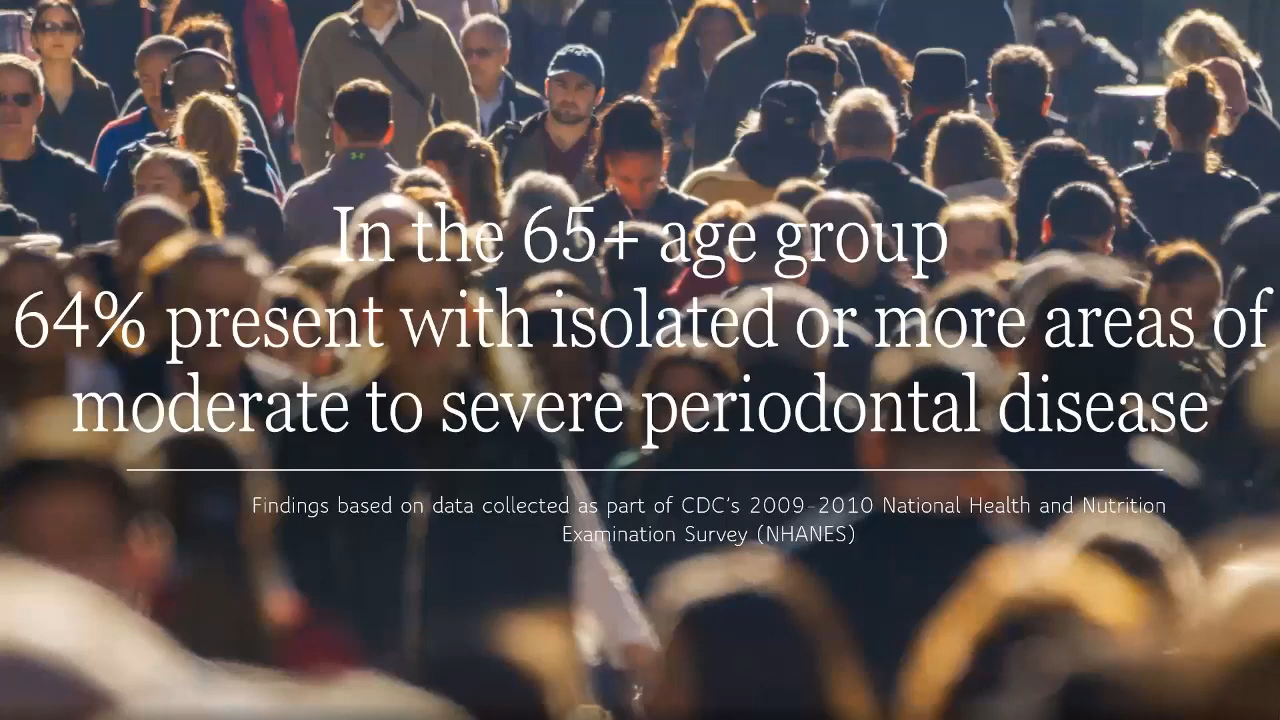 In the 65+ age group
64% present with isolated or more areas of
moderate to severe periodontal disease
Findings based on data collected as part of CDC's 2009-2010 National Health and Nutrition
Examination Survey (NHANES)